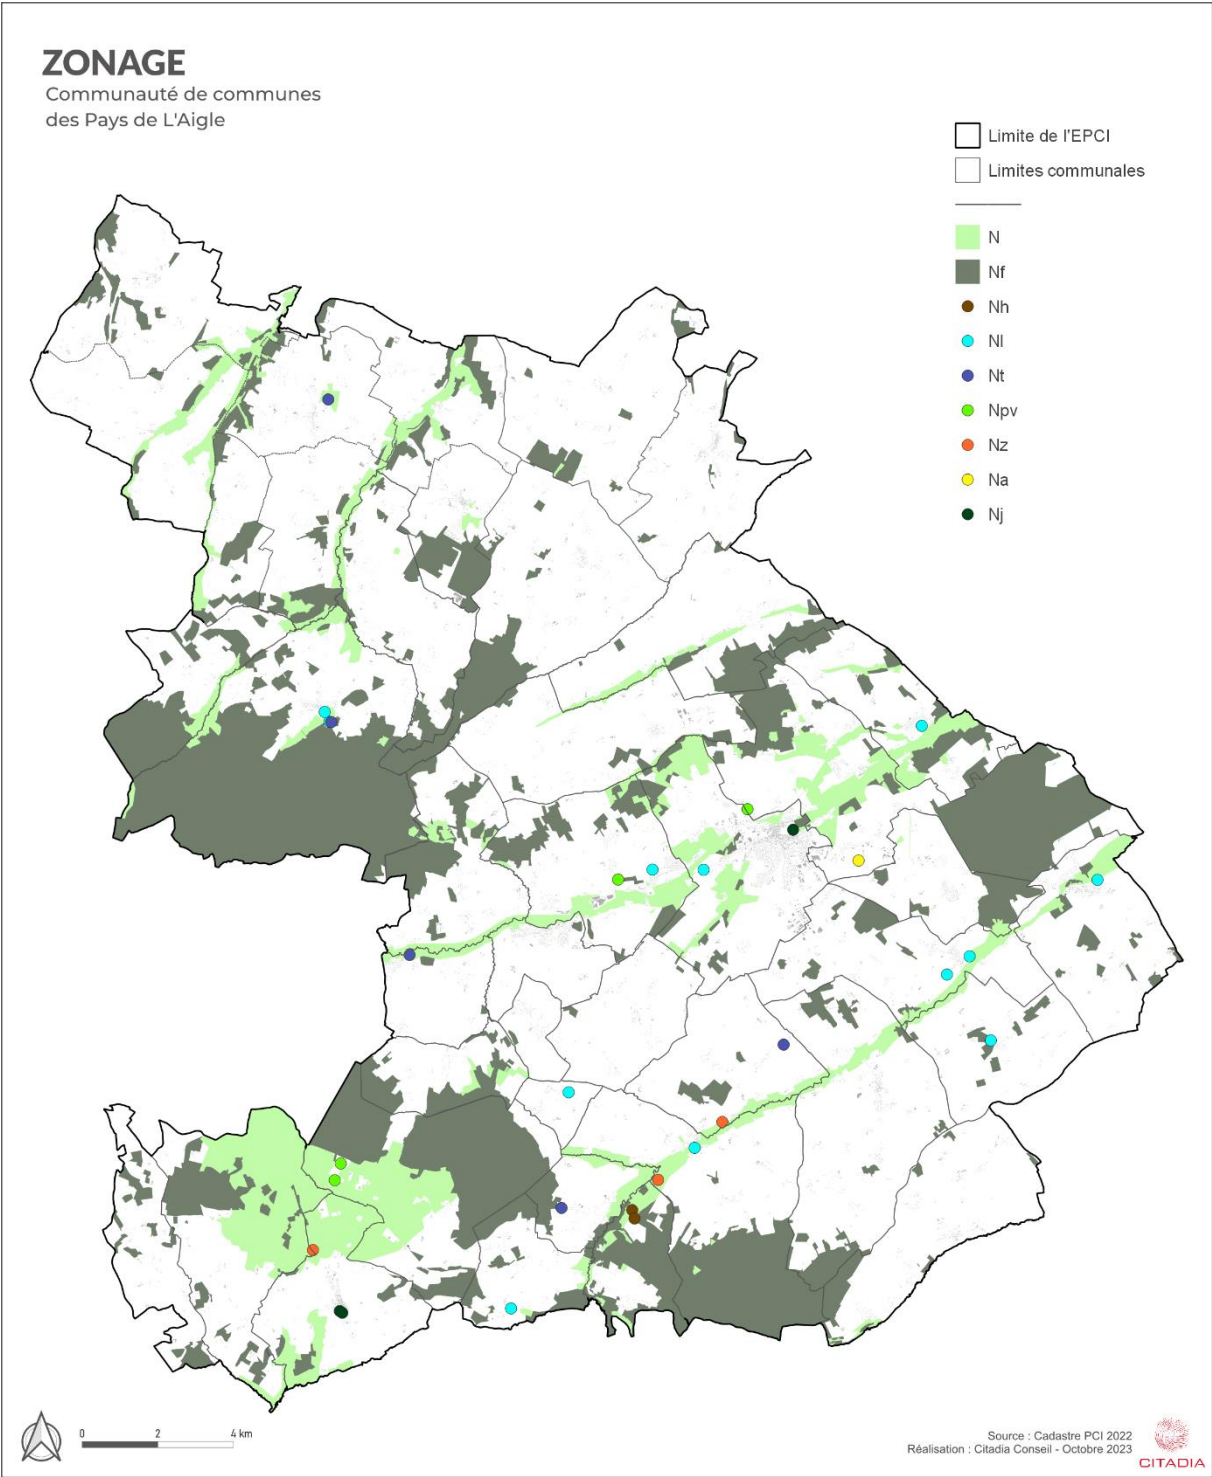 ZONAGE
Communauté de communes
des Pays de L'Aigle
Limite de l'EPCI
Limites communales
N
Nf
Nh
Nl
Nt
Npv
Nz
Na
Nj
0 2 4 km
Source : Cadastre PCI 2022
Réalisation : Citadia Conseil - Octobre 2023
CITADIA